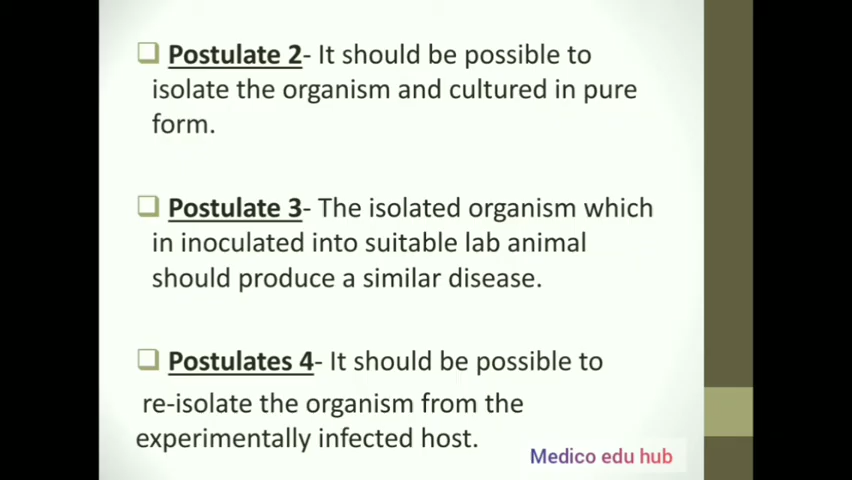 Postulate 2- It should be possible to
isolate the organism and cultured in pure
form.
Postulate 3- The isolated organism which
in inoculated into suitable lab animal
should produce a similar disease.
Postulates 4- It should be possible to
re-isolate the organism from the
experimentally infected host.
Medico edu hub